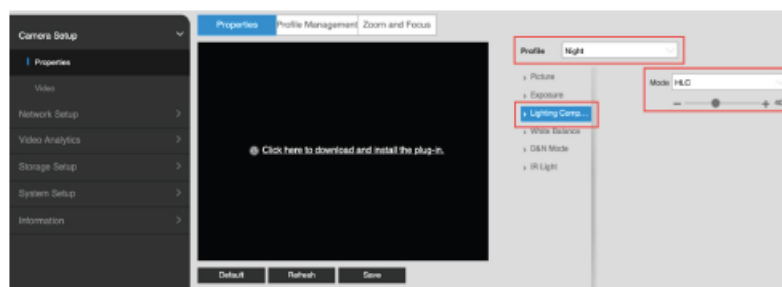 Camera Setup
Properties
Video
Network Setup
Video Analytics
Storage Setup
System Setup
Information
Properties
Profile Management
Zoom and Focus
Click here to download and install the plug-in.
Default
Refresh
Save
Profile
Night
Picture
Exposure
Lighting Comp...
White Balance
D&N Mode
IR Light
Mode
HLC